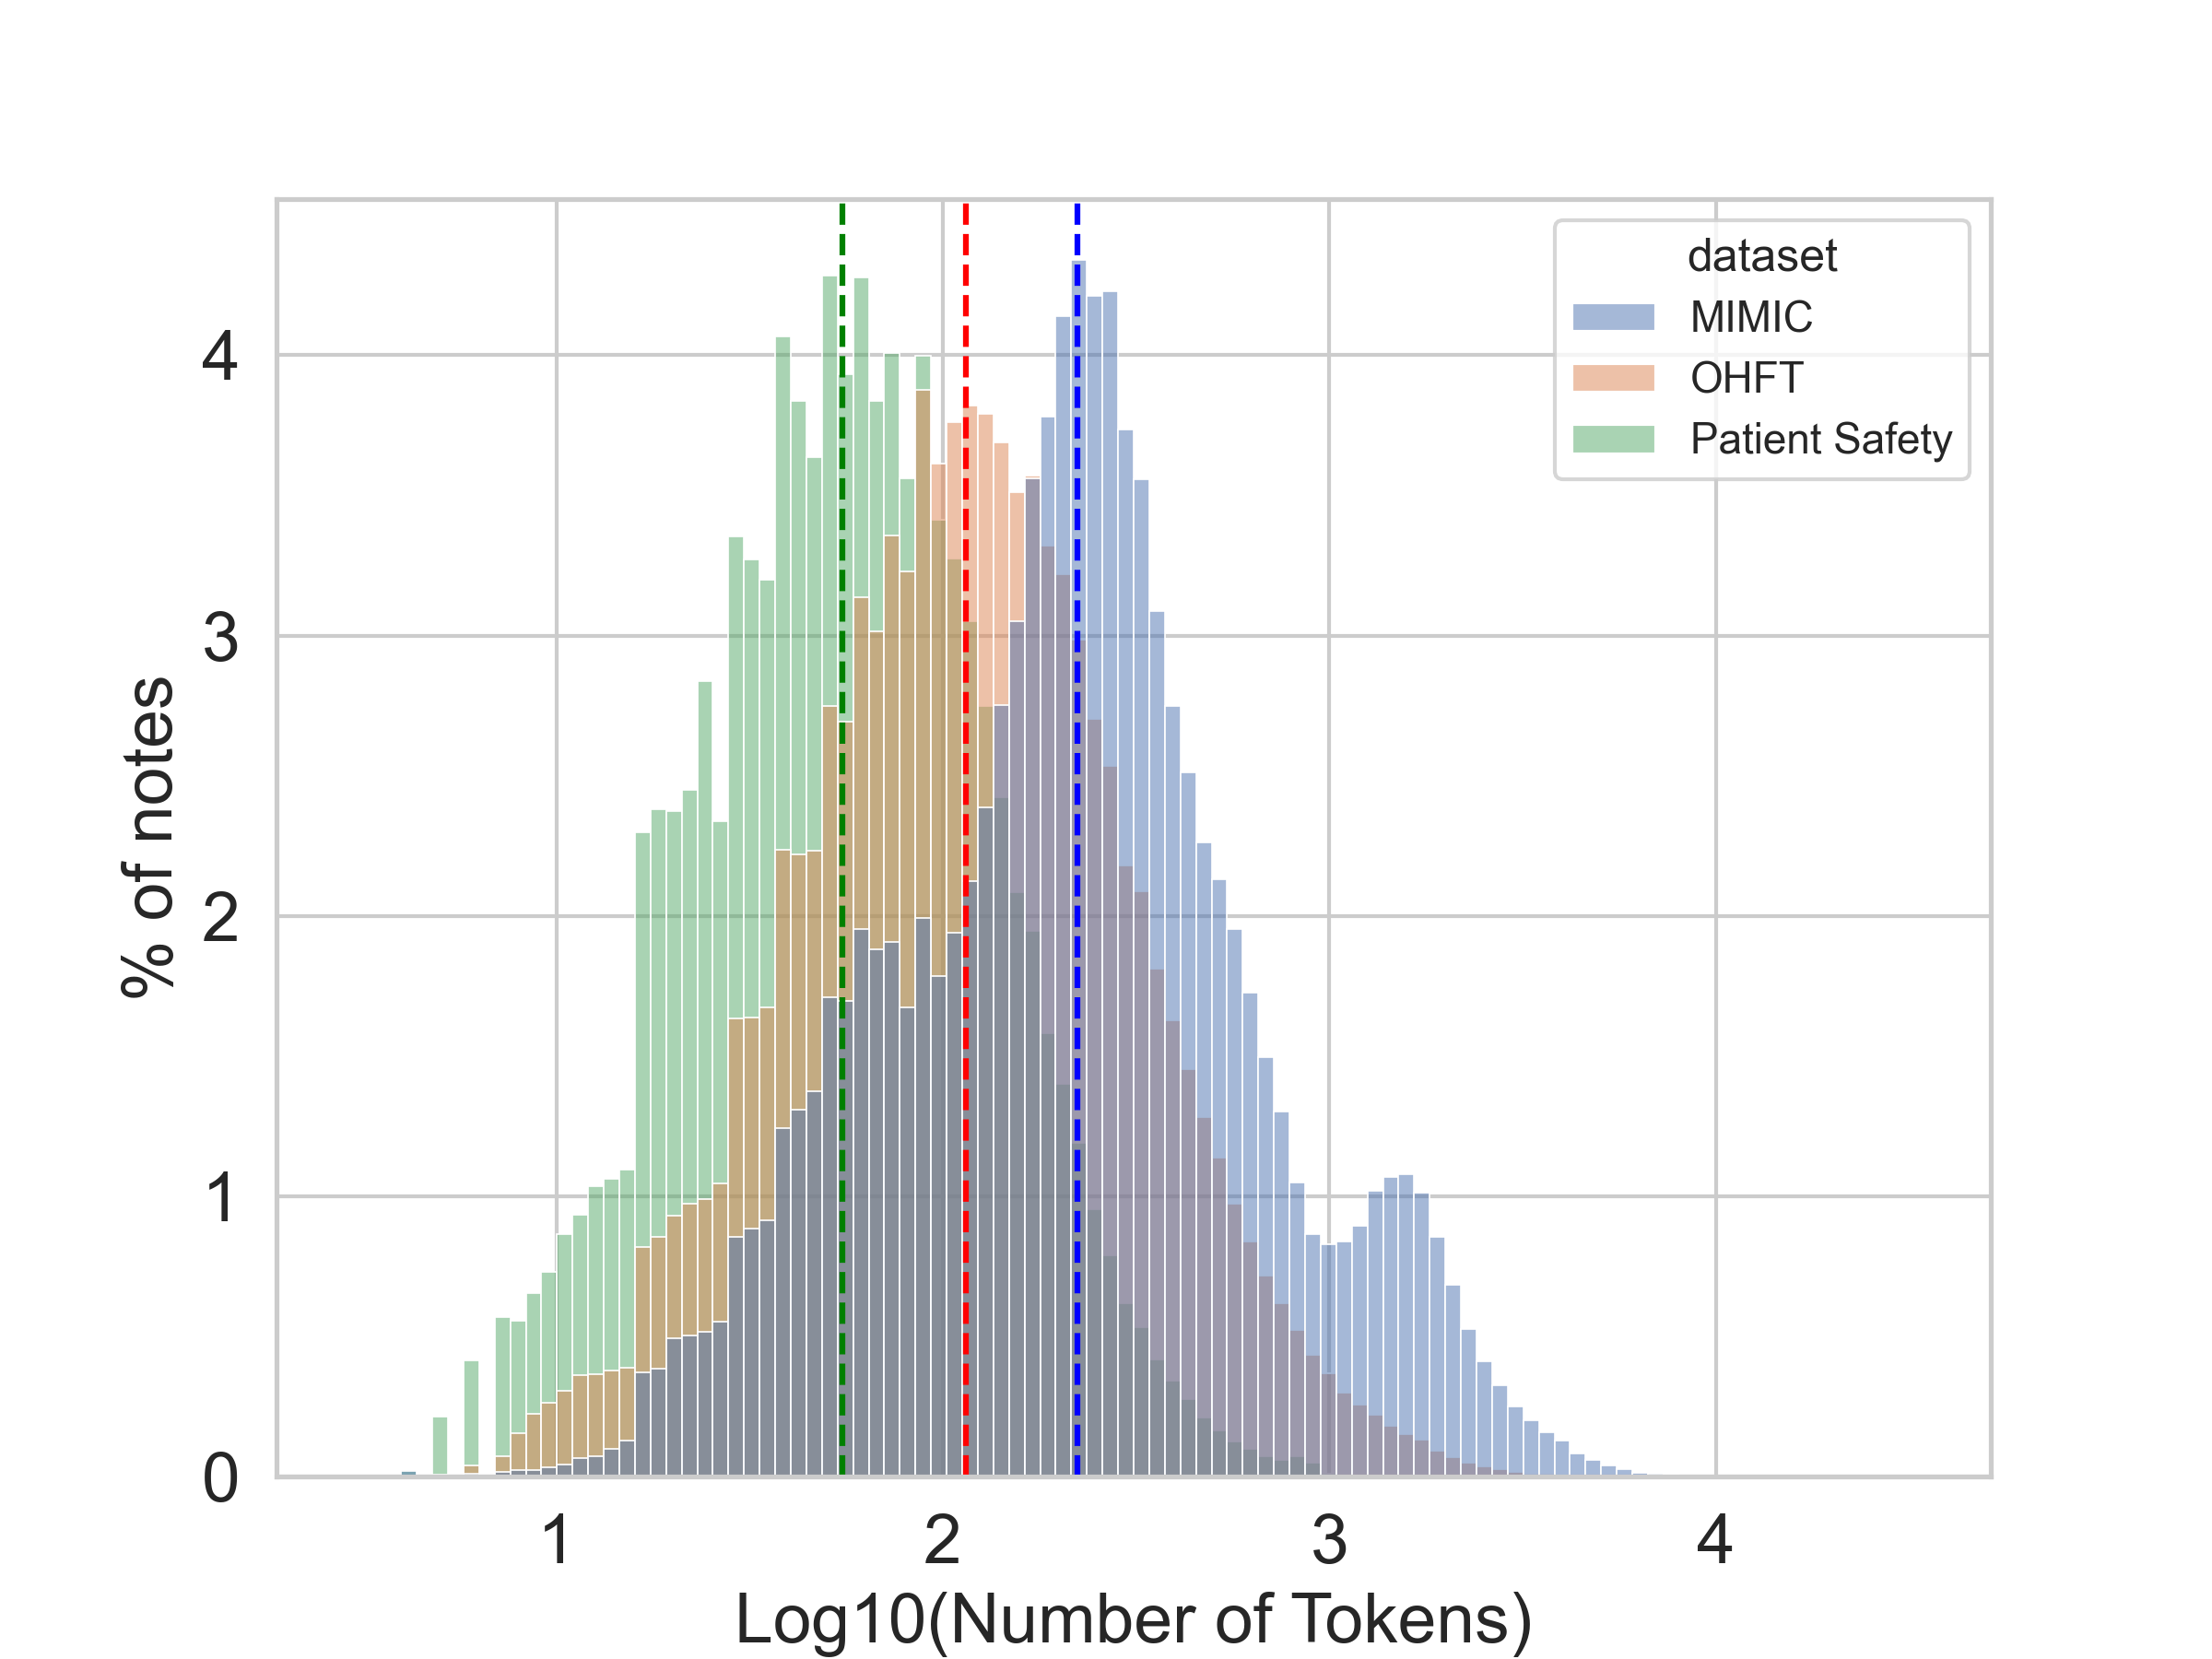 dataset
MIMIC
OHFT
Patient Safety
% of notes
4
3
2
1
0
1 2 3 4
Log10(Number of Tokens)